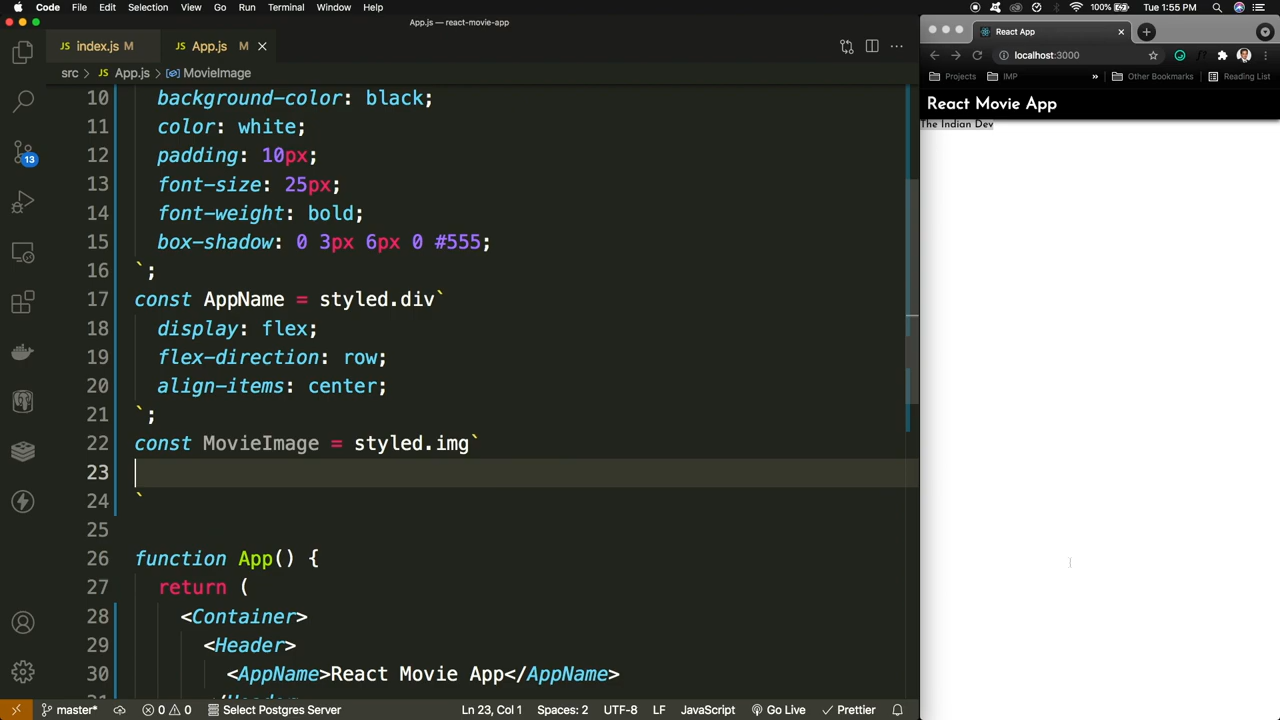 Code File Edit Selection View Go Run Terminal Window Help
100% Tue 1:55 PM
App.js — react-movie-app
JS index.js M
JS App.js M
src > JS App.js > MovieImage
10 background-color: black;
11 color: white;
12 padding: 10px;
13 font-size: 25px;
14 font-weight: bold;
15 box-shadow: 0 3px 6px 0 #555;
16 `;
17 const AppName = styled.div`
18 display: flex;
19 flex-direction: row;
20 align-items: center;
21 `;
22 const MovieImage = styled.img`
23
24 `
25
26 function App() {
27 return (
28 <Container>
29 <Header>
30 <AppName>React Movie App</AppName>
13
master* 0 0 Select Postgres Server Ln 23, Col 1 Spaces: 2 UTF-8 LF JavaScript Go Live Prettier
React App
localhost:3000
Projects IMP » Other Bookmarks Reading List
React Movie App
The Indian Dev